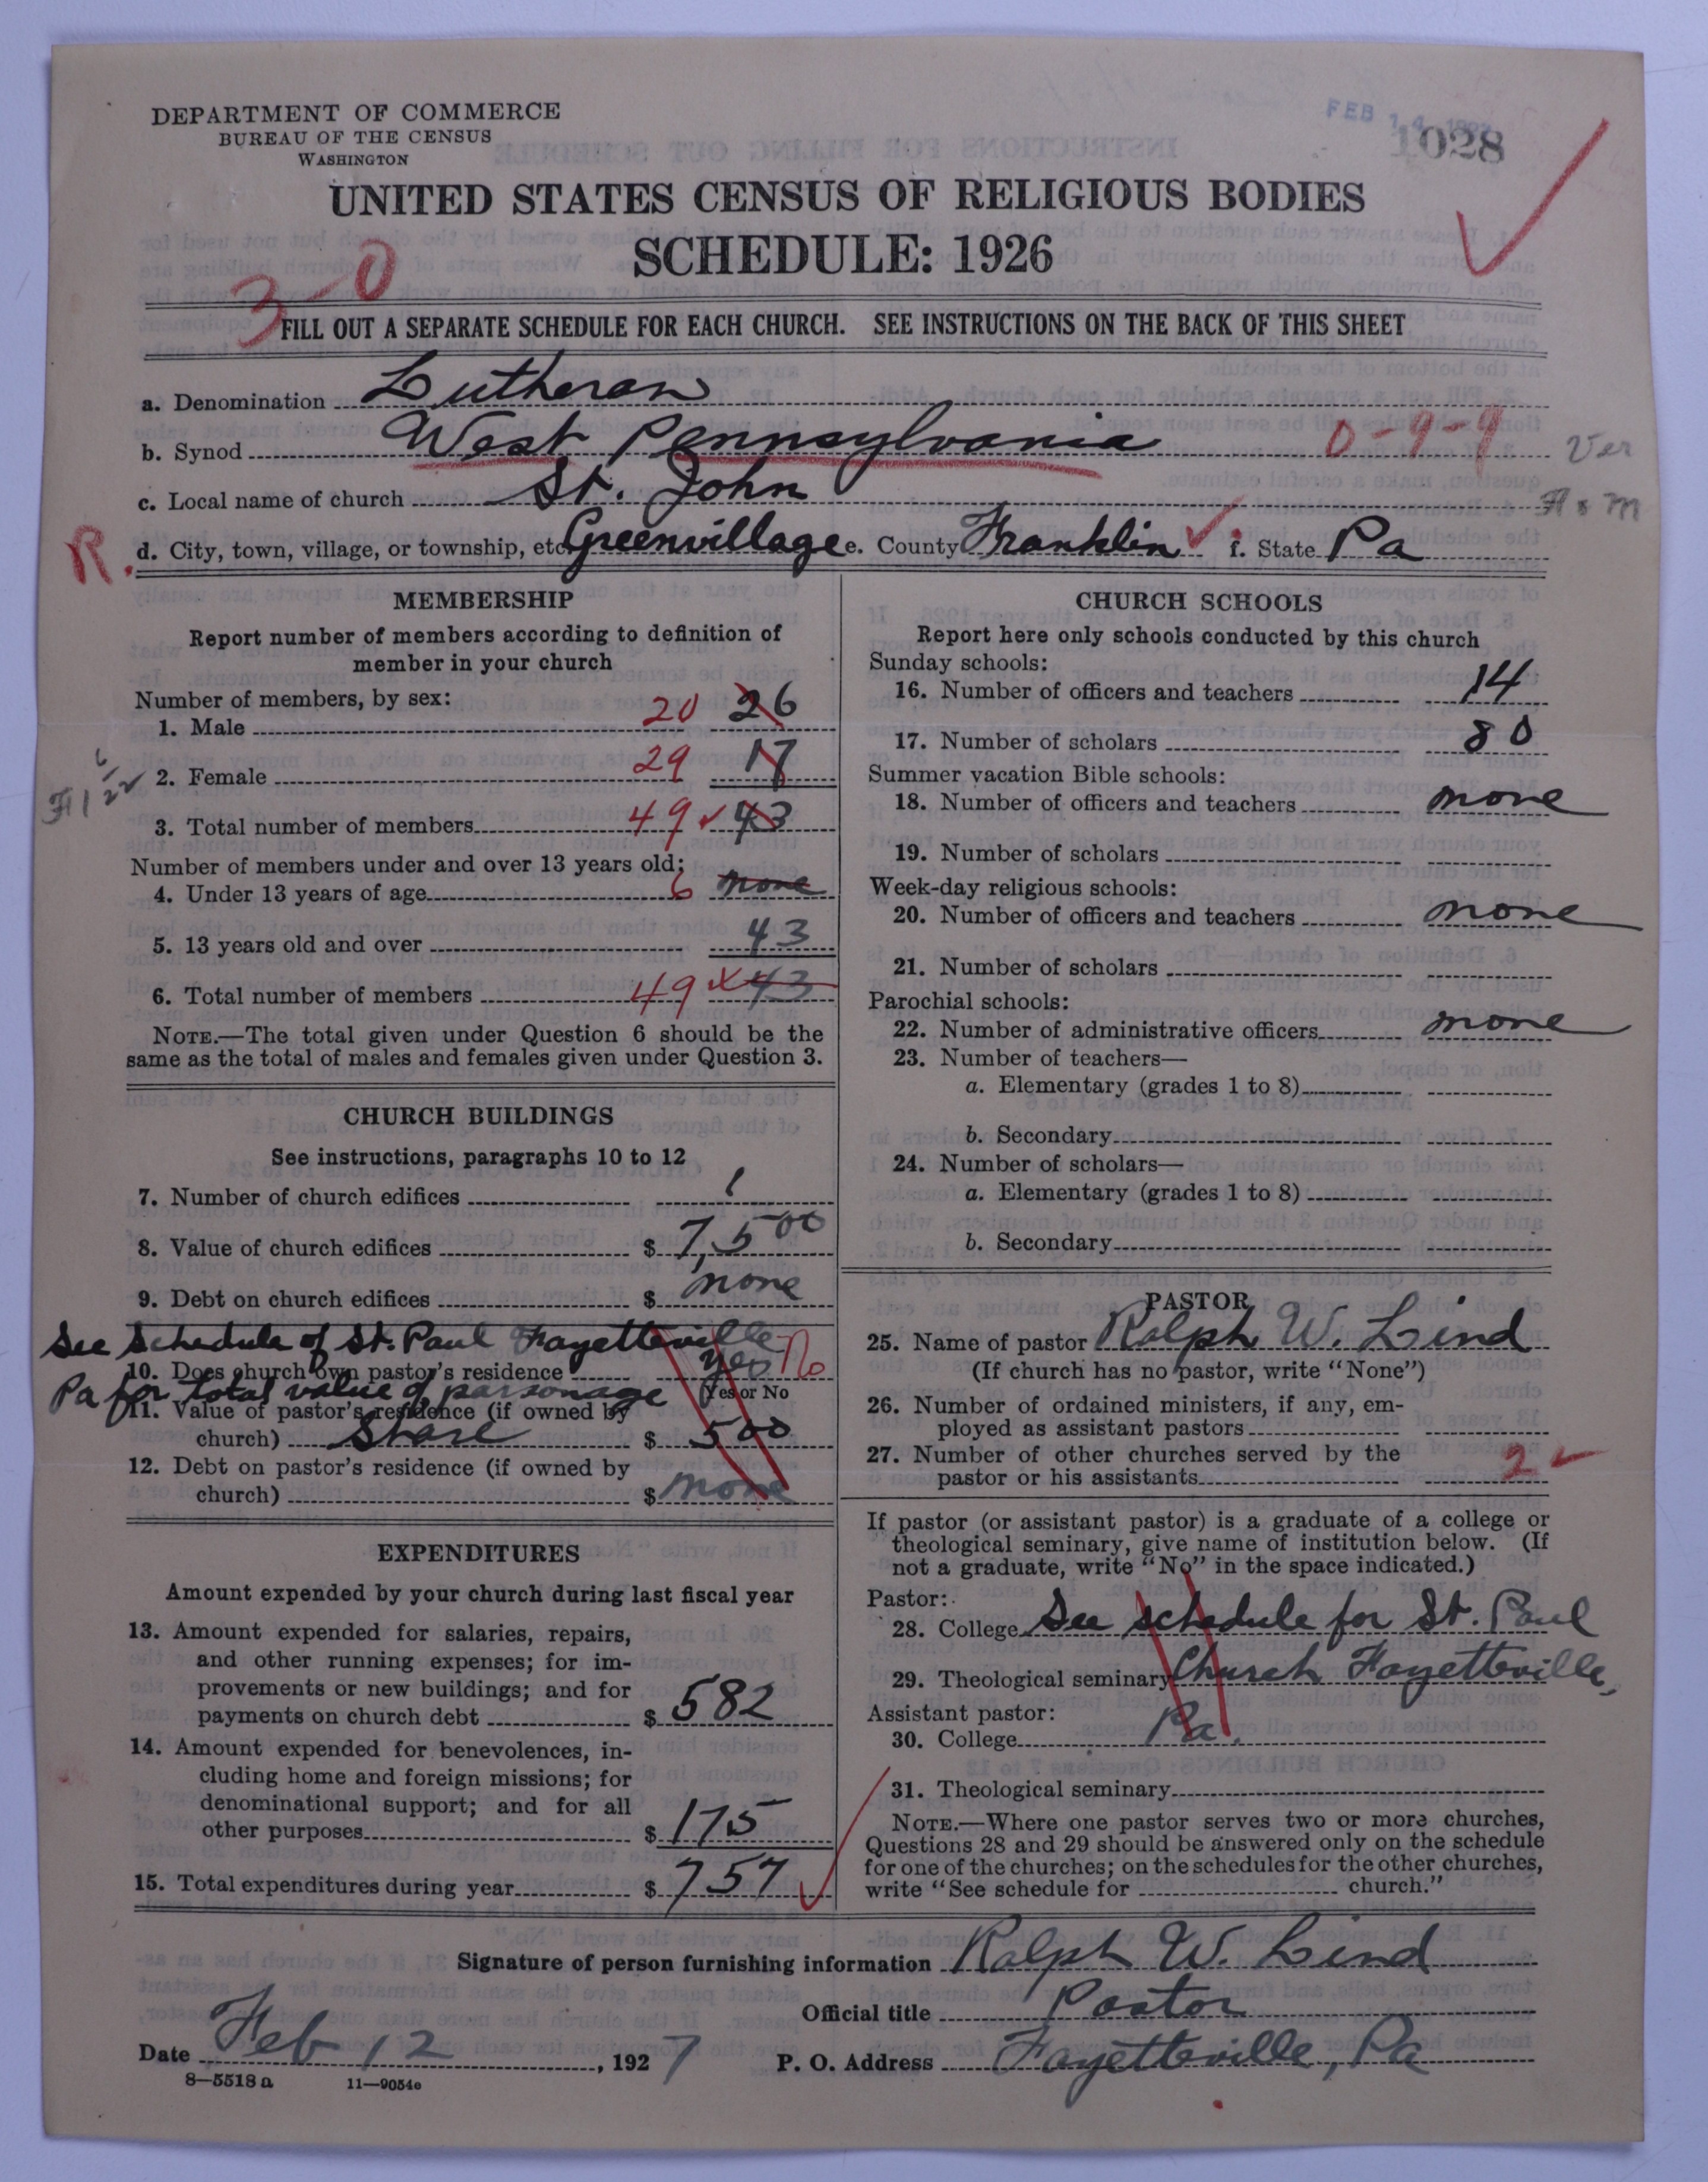 DEPARTMENT OF COMMERCE
BUREAU OF THE CENSUS
WASHINGTON
FEB 14
1028
UNITED STATES CENSUS OF RELIGIOUS BODIES
SCHEDULE: 1926
3-0
FILL OUT A SEPARATE SCHEDULE FOR EACH CHURCH. SEE INSTRUCTIONS ON THE BACK OF THIS SHEET
a. Denomination Lutheran
b. Synod West Pennsylvania 0-9-9 Ver
c. Local name of church St. John
R. d. City, town, village, or township, etc. Greenvillage e. County Franklin f. State Pa
MEMBERSHIP
Report number of members according to definition of
member in your church
Number of members, by sex:
1. Male 20 26
2. Female 29 17
3. Total number of members 49 43
Number of members under and over 13 years old:
4. Under 13 years of age 6 none
5. 13 years old and over 43
6. Total number of members 49 43
NOTE.—The total given under Question 6 should be the
same as the total of males and females given under Question 3.
CHURCH BUILDINGS
See instructions, paragraphs 10 to 12
7. Number of church edifices 1
8. Value of church edifices $ 7,500
9. Debt on church edifices $ none
See Schedule of St. Paul Fayetteville
10. Does church own pastor's residence yes No
Pa for total value of parsonage (Yes or No
11. Value of pastor's residence (if owned by
church) Share $ 500
12. Debt on pastor's residence (if owned by
church) $ none
EXPENDITURES
Amount expended by your church during last fiscal year
13. Amount expended for salaries, repairs,
and other running expenses; for im-
provements or new buildings; and for
payments on church debt $ 582
14. Amount expended for benevolences, in-
cluding home and foreign missions; for
denominational support; and for all
other purposes $ 175
15. Total expenditures during year $ 757
CHURCH SCHOOLS
Report here only schools conducted by this church
Sunday schools:
16. Number of officers and teachers 14
17. Number of scholars 80
Summer vacation Bible schools:
18. Number of officers and teachers none
19. Number of scholars
Week-day religious schools:
20. Number of officers and teachers none
21. Number of scholars
Parochial schools:
22. Number of administrative officers none
23. Number of teachers—
a. Elementary (grades 1 to 8)
b. Secondary
24. Number of scholars—
a. Elementary (grades 1 to 8)
b. Secondary
PASTOR
25. Name of pastor Ralph W. Lind
(If church has no pastor, write "None")
26. Number of ordained ministers, if any, em-
ployed as assistant pastors
27. Number of other churches served by the
pastor or his assistants 2
If pastor (or assistant pastor) is a graduate of a college or
theological seminary, give name of institution below. (If
not a graduate, write "No" in the space indicated.)
Pastor:
28. College See schedule for St. Paul
29. Theological seminary Church Fayetteville,
Assistant pastor:
30. College Pa.
31. Theological seminary
NOTE.—Where one pastor serves two or more churches,
Questions 28 and 29 should be answered only on the schedule
for one of the churches; on the schedules for the other churches,
write "See schedule for church."
Signature of person furnishing information Ralph W. Lind
Official title Pastor
Date Feb 12, 1927 P. O. Address Fayetteville, Pa
8—5518 a 11—9054e